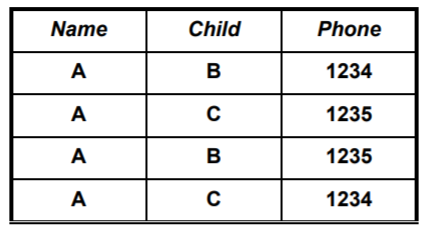 Name Child Phone
A B 1234
A C 1235
A B 1235
A C 1234